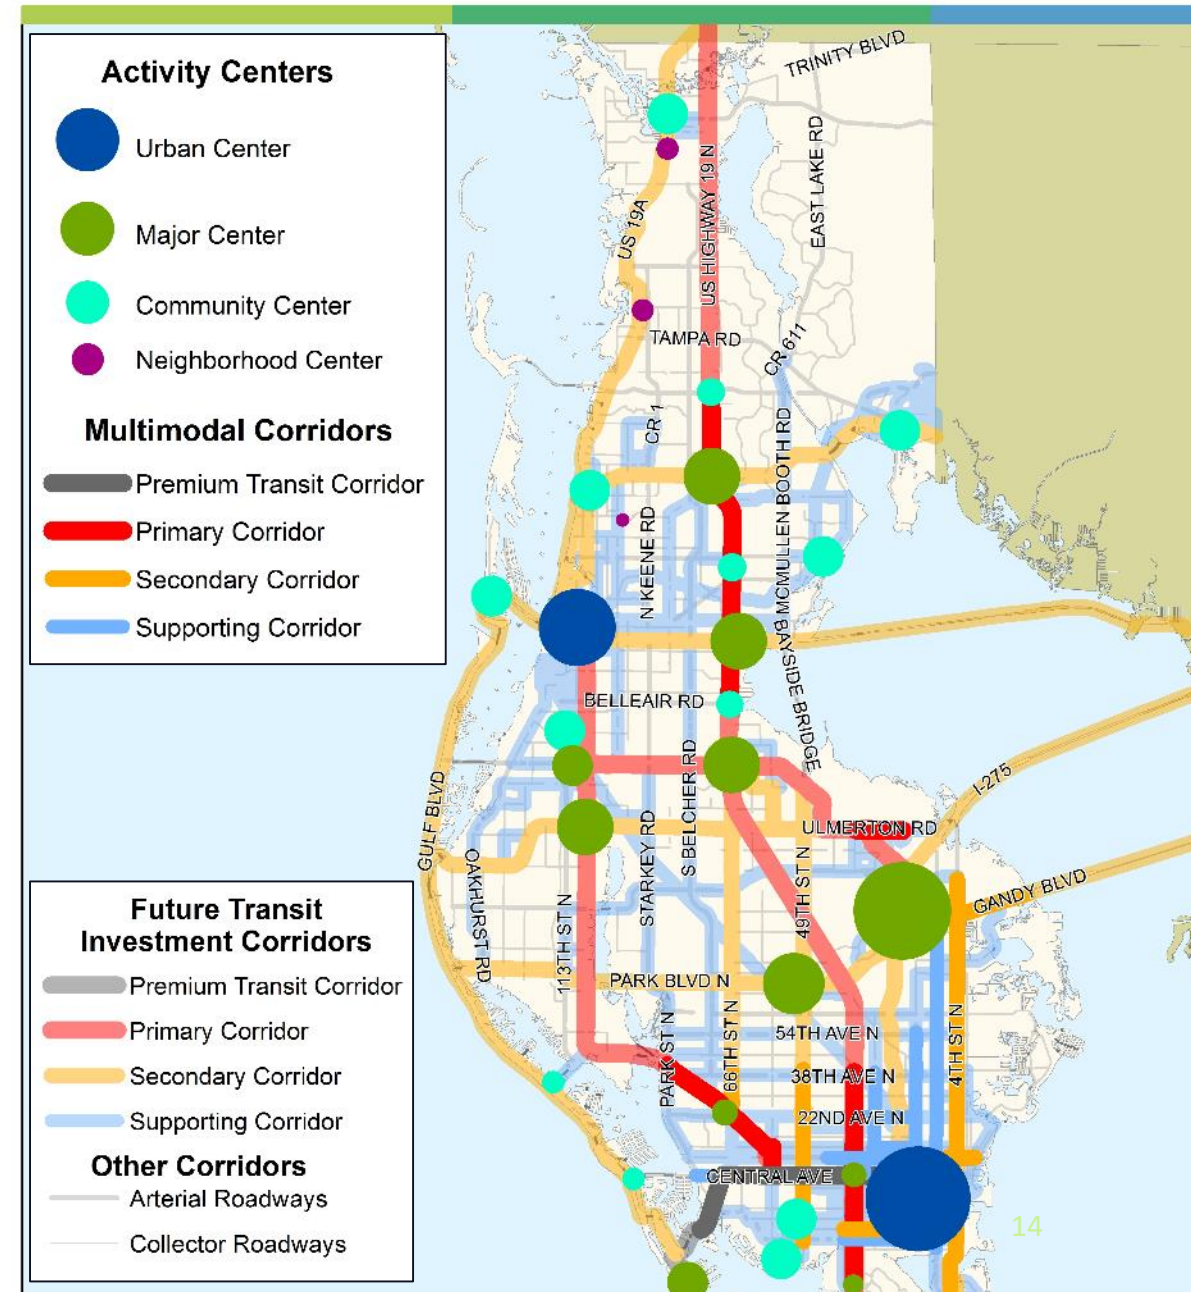 Activity Centers
Urban Center
Major Center
Community Center
Neighborhood Center
Multimodal Corridors
Premium Transit Corridor
Primary Corridor
Secondary Corridor
Supporting Corridor
Future Transit
Investment Corridors
Premium Transit Corridor
Primary Corridor
Secondary Corridor
Supporting Corridor
Other Corridors
Arterial Roadways
Collector Roadways
TRINITY BLVD
EAST LAKE RD
US HIGHWAY 19 N
US 19A
TAMPA RD
CR 611
CR 1
N KEENE RD
MCMULLEN BOOTH RD
BAYSIDE BRIDGE
BELLEAIR RD
S BELCHER RD
GULF BLVD
I-275
ULMERTON RD
STARKEY RD
OAKHURST RD
49TH ST N
GANDY BLVD
113TH ST N
PARK BLVD N
54TH AVE N
66TH ST N
PARK ST N
38TH AVE N
4TH ST N
22ND AVE N
CENTRAL AVE
14